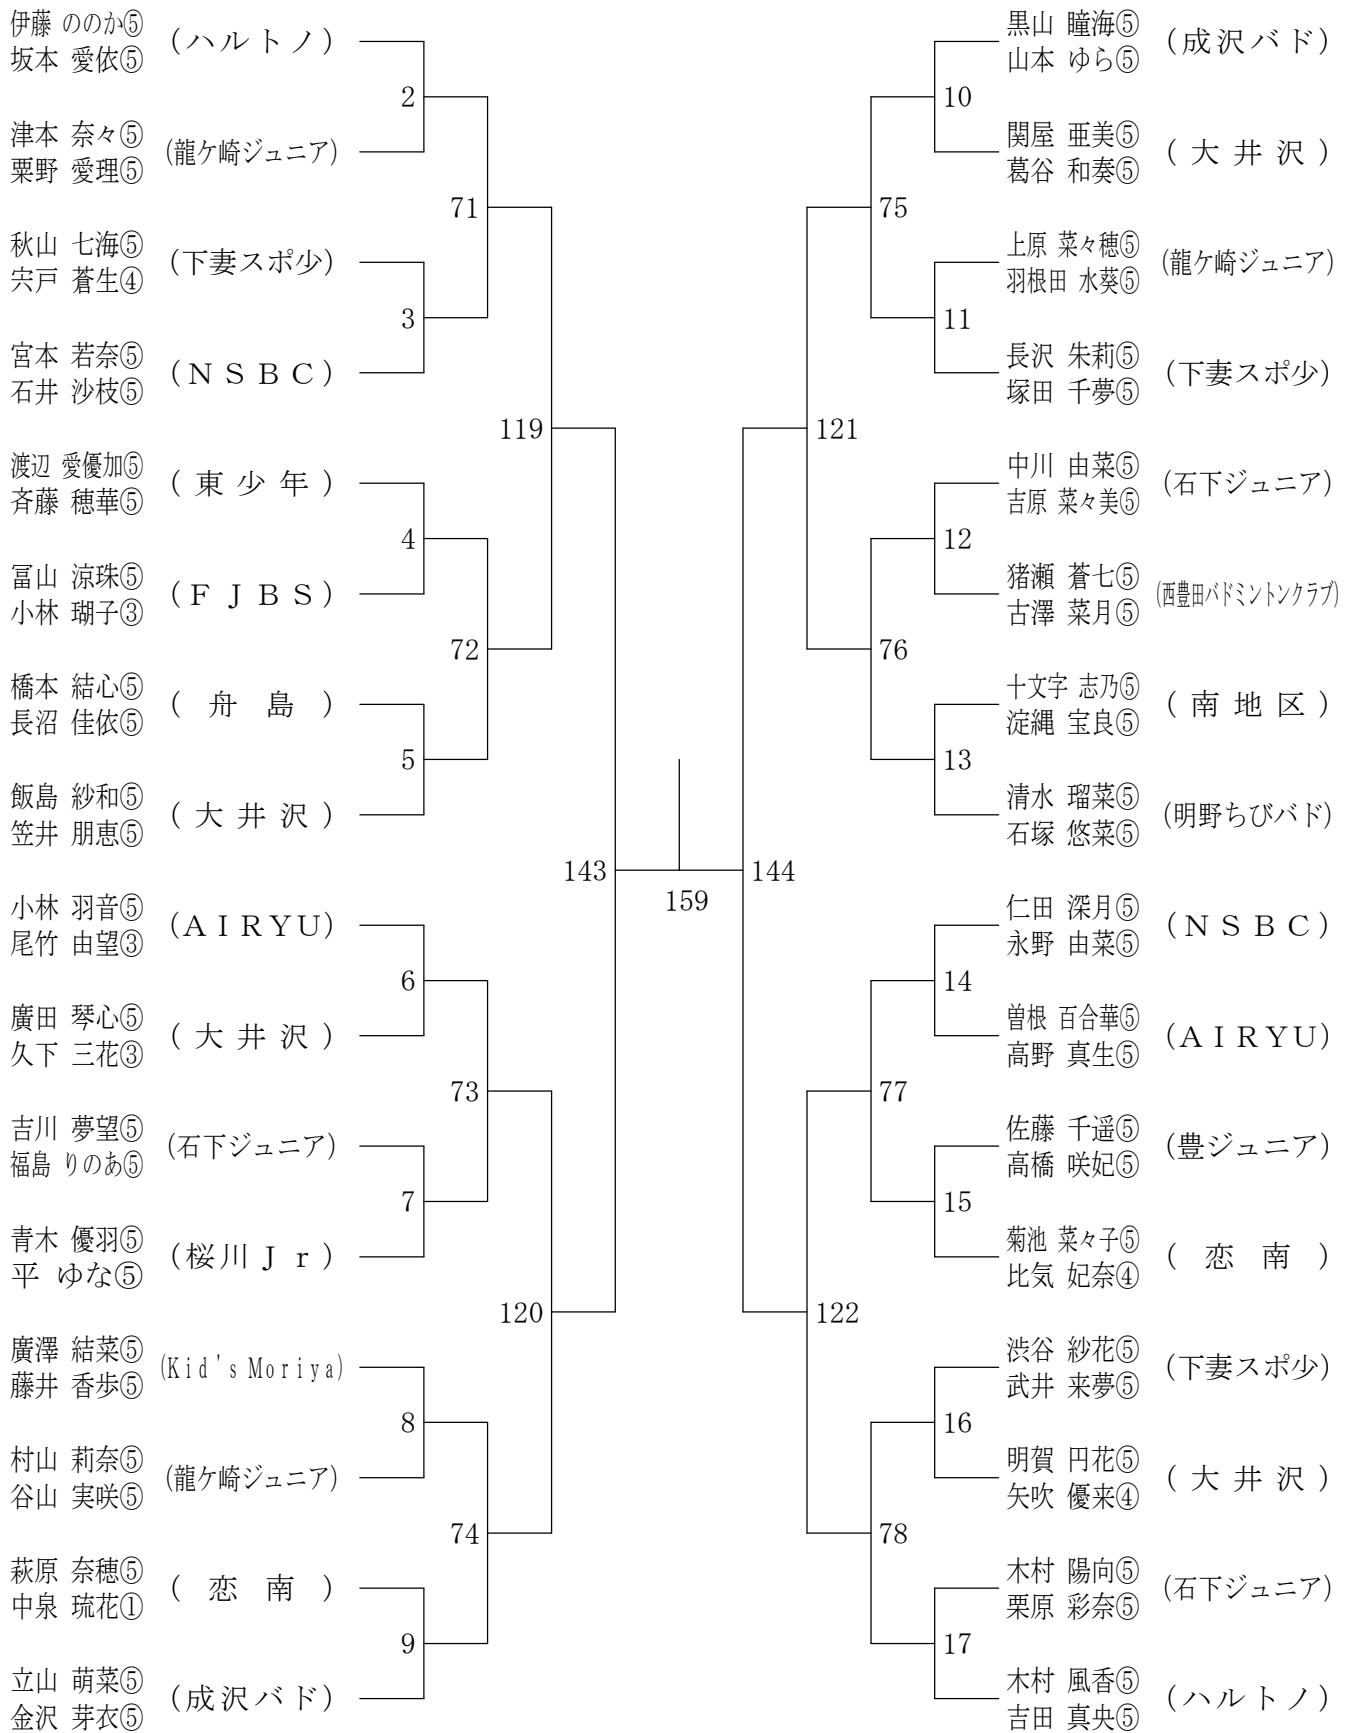 伊藤 ののか⑤
坂本 愛依⑤
(ハルトノ)
2
津本 奈々⑤
栗野 愛理⑤
(龍ケ崎ジュニア)
71
秋山 七海⑤
宍戸 蒼生④
(下妻スポ少)
3
宮本 若奈⑤
石井 沙枝⑤
(NSBC)
119
渡辺 愛優加⑤
斉藤 穂華⑤
(東少年)
4
冨山 涼珠⑤
小林 瑚子③
(FJBS)
72
橋本 結心⑤
長沼 佳依⑤
(舟島)
5
飯島 紗和⑤
笠井 朋恵⑤
(大井沢)
143
小林 羽音⑤
尾竹 由望③
(AIRYU)
6
廣田 琴心⑤
久下 三花③
(大井沢)
73
吉川 夢望⑤
福島 りのあ⑤
(石下ジュニア)
7
青木 優羽⑤
平 ゆな⑤
(桜川Jr)
120
廣澤 結菜⑤
藤井 香歩⑤
(Kid's Moriya)
8
村山 莉奈⑤
谷山 実咲⑤
(龍ケ崎ジュニア)
74
萩原 奈穂⑤
中泉 琉花①
(恋南)
9
立山 萌菜⑤
金沢 芽衣⑤
(成沢バド)
159
黒山 瞳海⑤
山本 ゆら⑤
(成沢バド)
10
関屋 亜美⑤
葛谷 和奏⑤
(大井沢)
75
上原 菜々穂⑤
羽根田 水葵⑤
(龍ケ崎ジュニア)
11
長沢 朱莉⑤
塚田 千夢⑤
(下妻スポ少)
121
中川 由菜⑤
吉原 菜々美⑤
(石下ジュニア)
12
猪瀬 蒼七⑤
古澤 菜月⑤
(西豊田バドミントンクラブ)
76
十文字 志乃⑤
淀縄 宝良⑤
(南地区)
13
清水 瑠菜⑤
石塚 悠菜⑤
(明野ちびバド)
144
仁田 深月⑤
永野 由菜⑤
(NSBC)
14
曽根 百合華⑤
高野 真生⑤
(AIRYU)
77
佐藤 千遥⑤
高橋 咲妃⑤
(豊ジュニア)
15
菊池 菜々子⑤
比気 妃奈④
(恋南)
122
渋谷 紗花⑤
武井 来夢⑤
(下妻スポ少)
16
明賀 円花⑤
矢吹 優来④
(大井沢)
78
木村 陽向⑤
栗原 彩奈⑤
(石下ジュニア)
17
木村 風香⑤
吉田 真央⑤
(ハルトノ)